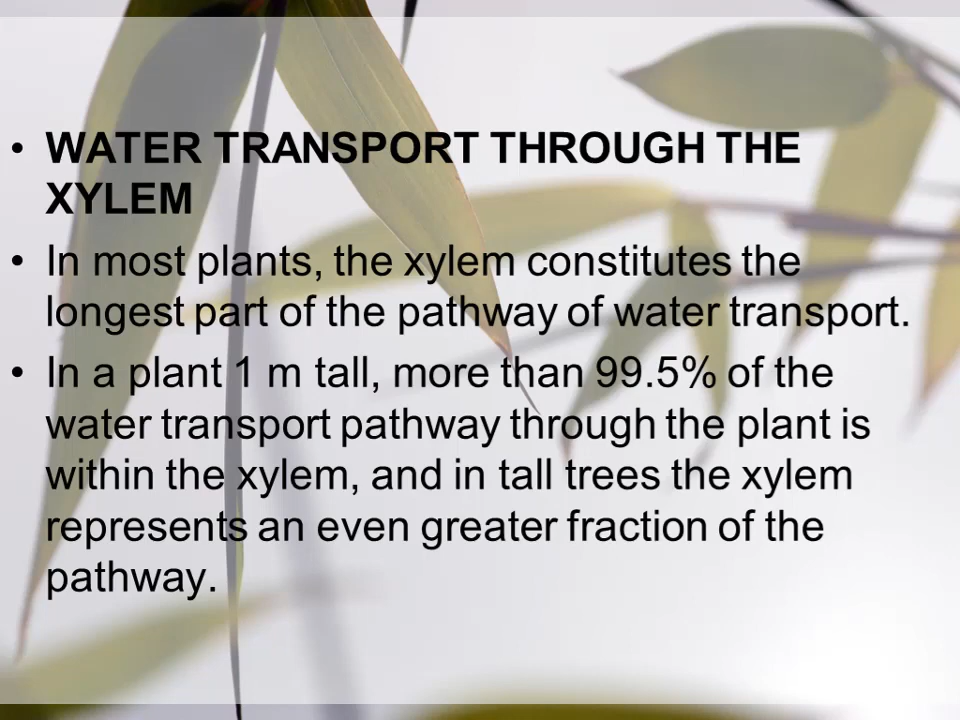 • WATER TRANSPORT THROUGH THE
XYLEM
• In most plants, the xylem constitutes the
longest part of the pathway of water transport.
• In a plant 1 m tall, more than 99.5% of the
water transport pathway through the plant is
within the xylem, and in tall trees the xylem
represents an even greater fraction of the
pathway.